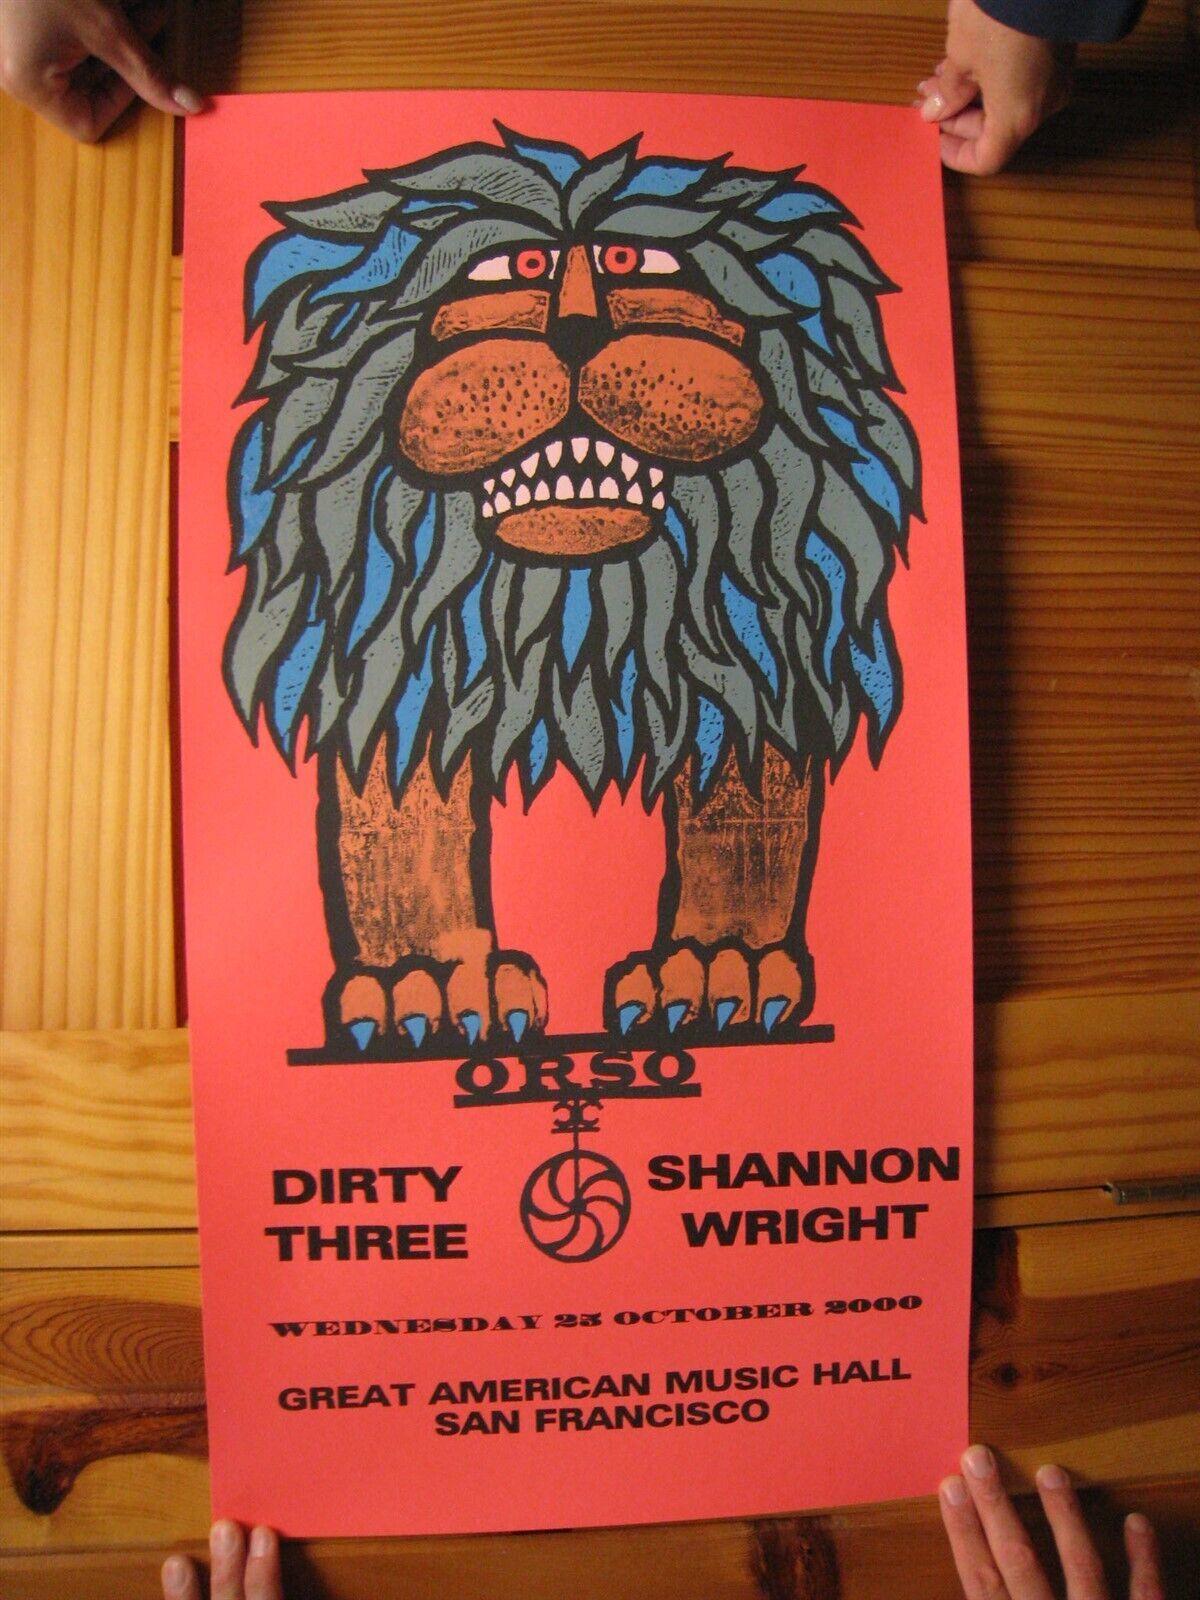 ORSO
DIRTY
THREE
SHANNON
WRIGHT
WEDNESDAY 25 OCTOBER 2000
GREAT AMERICAN MUSIC HALL
SAN FRANCISCO